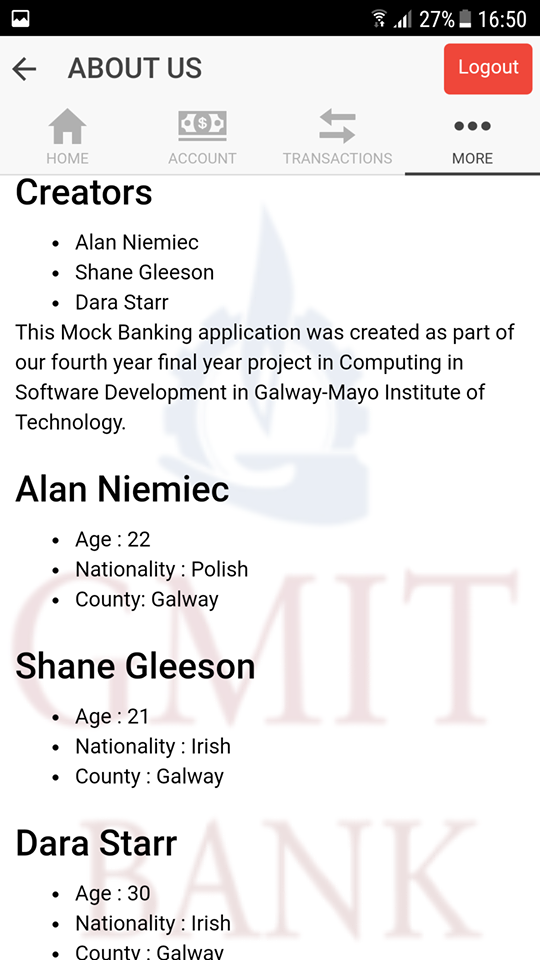 27% 16:50
ABOUT US
Logout
HOME ACCOUNT TRANSACTIONS MORE
Creators
• Alan Niemiec
• Shane Gleeson
• Dara Starr
This Mock Banking application was created as part of
our fourth year final year project in Computing in
Software Development in Galway-Mayo Institute of
Technology.
Alan Niemiec
• Age : 22
• Nationality : Polish
• County: Galway
Shane Gleeson
• Age : 21
• Nationality : Irish
• County : Galway
Dara Starr
• Age : 30
• Nationality : Irish
• County : Galway
GMIT
BANK